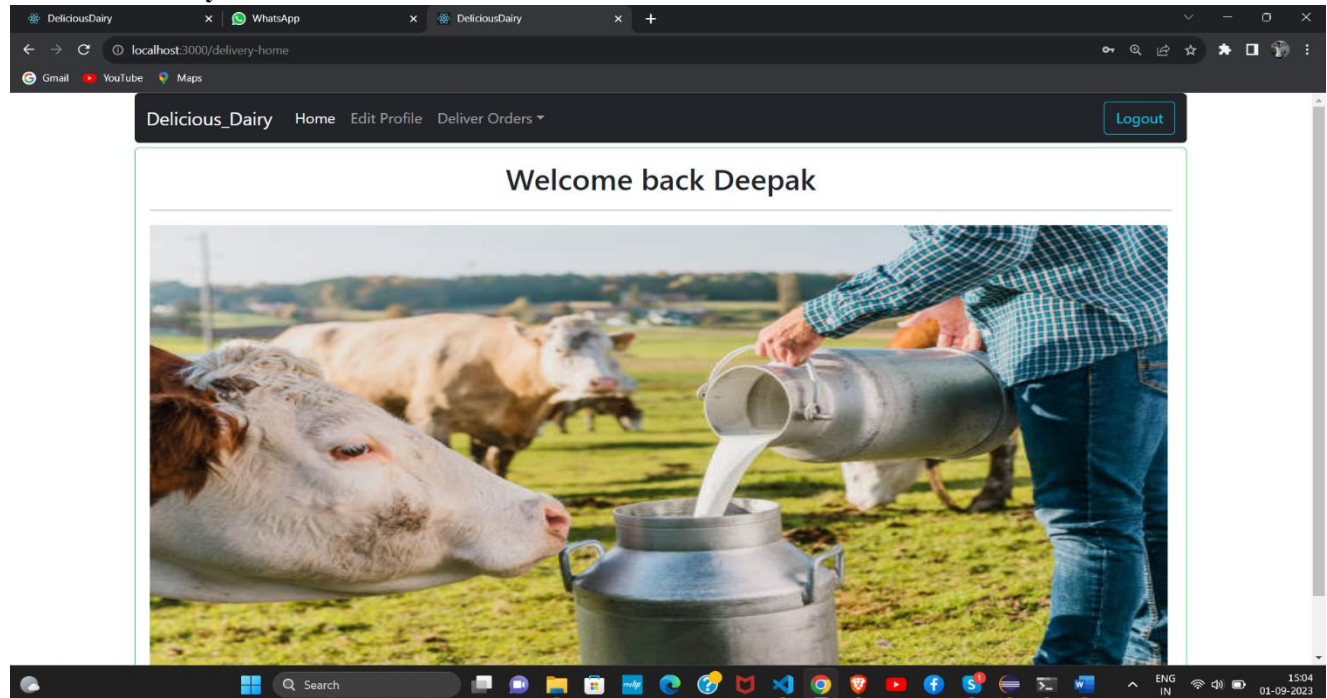 DeliciousDairy WhatsApp DeliciousDairy
localhost:3000/delivery-home
Gmail YouTube Maps
Delicious_Dairy Home Edit Profile Deliver Orders Logout
Welcome back Deepak
Search
ENG 15:04
IN 01-09-2023